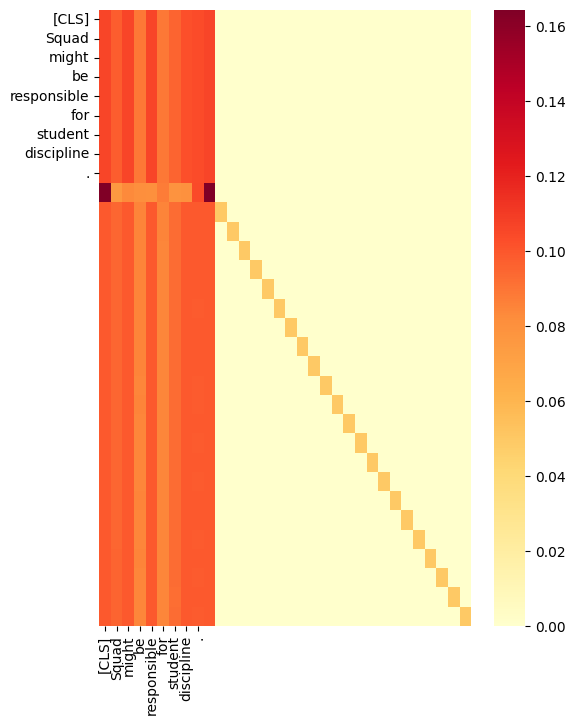 [CLS]
Squad
might
be
responsible
for
student
discipline
.
0.16
0.14
0.12
0.10
0.08
0.06
0.04
0.02
0.00
[CLS]
Squad
might
be
responsible
for
student
discipline
.